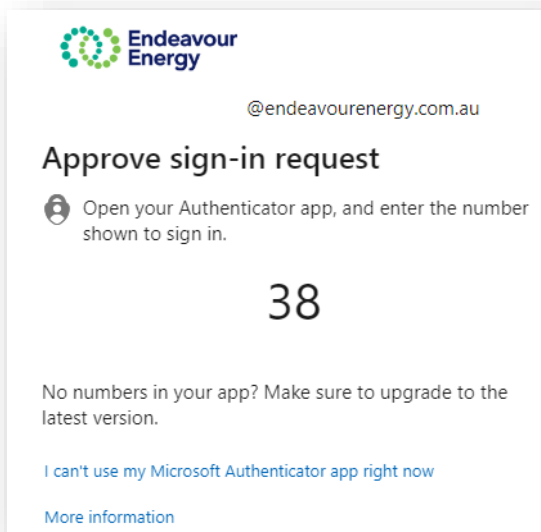 Endeavour
Energy
@endeavourenergy.com.au
Approve sign-in request
Open your Authenticator app, and enter the number
shown to sign in.
38
No numbers in your app? Make sure to upgrade to the
latest version.
I can't use my Microsoft Authenticator app right now
More information